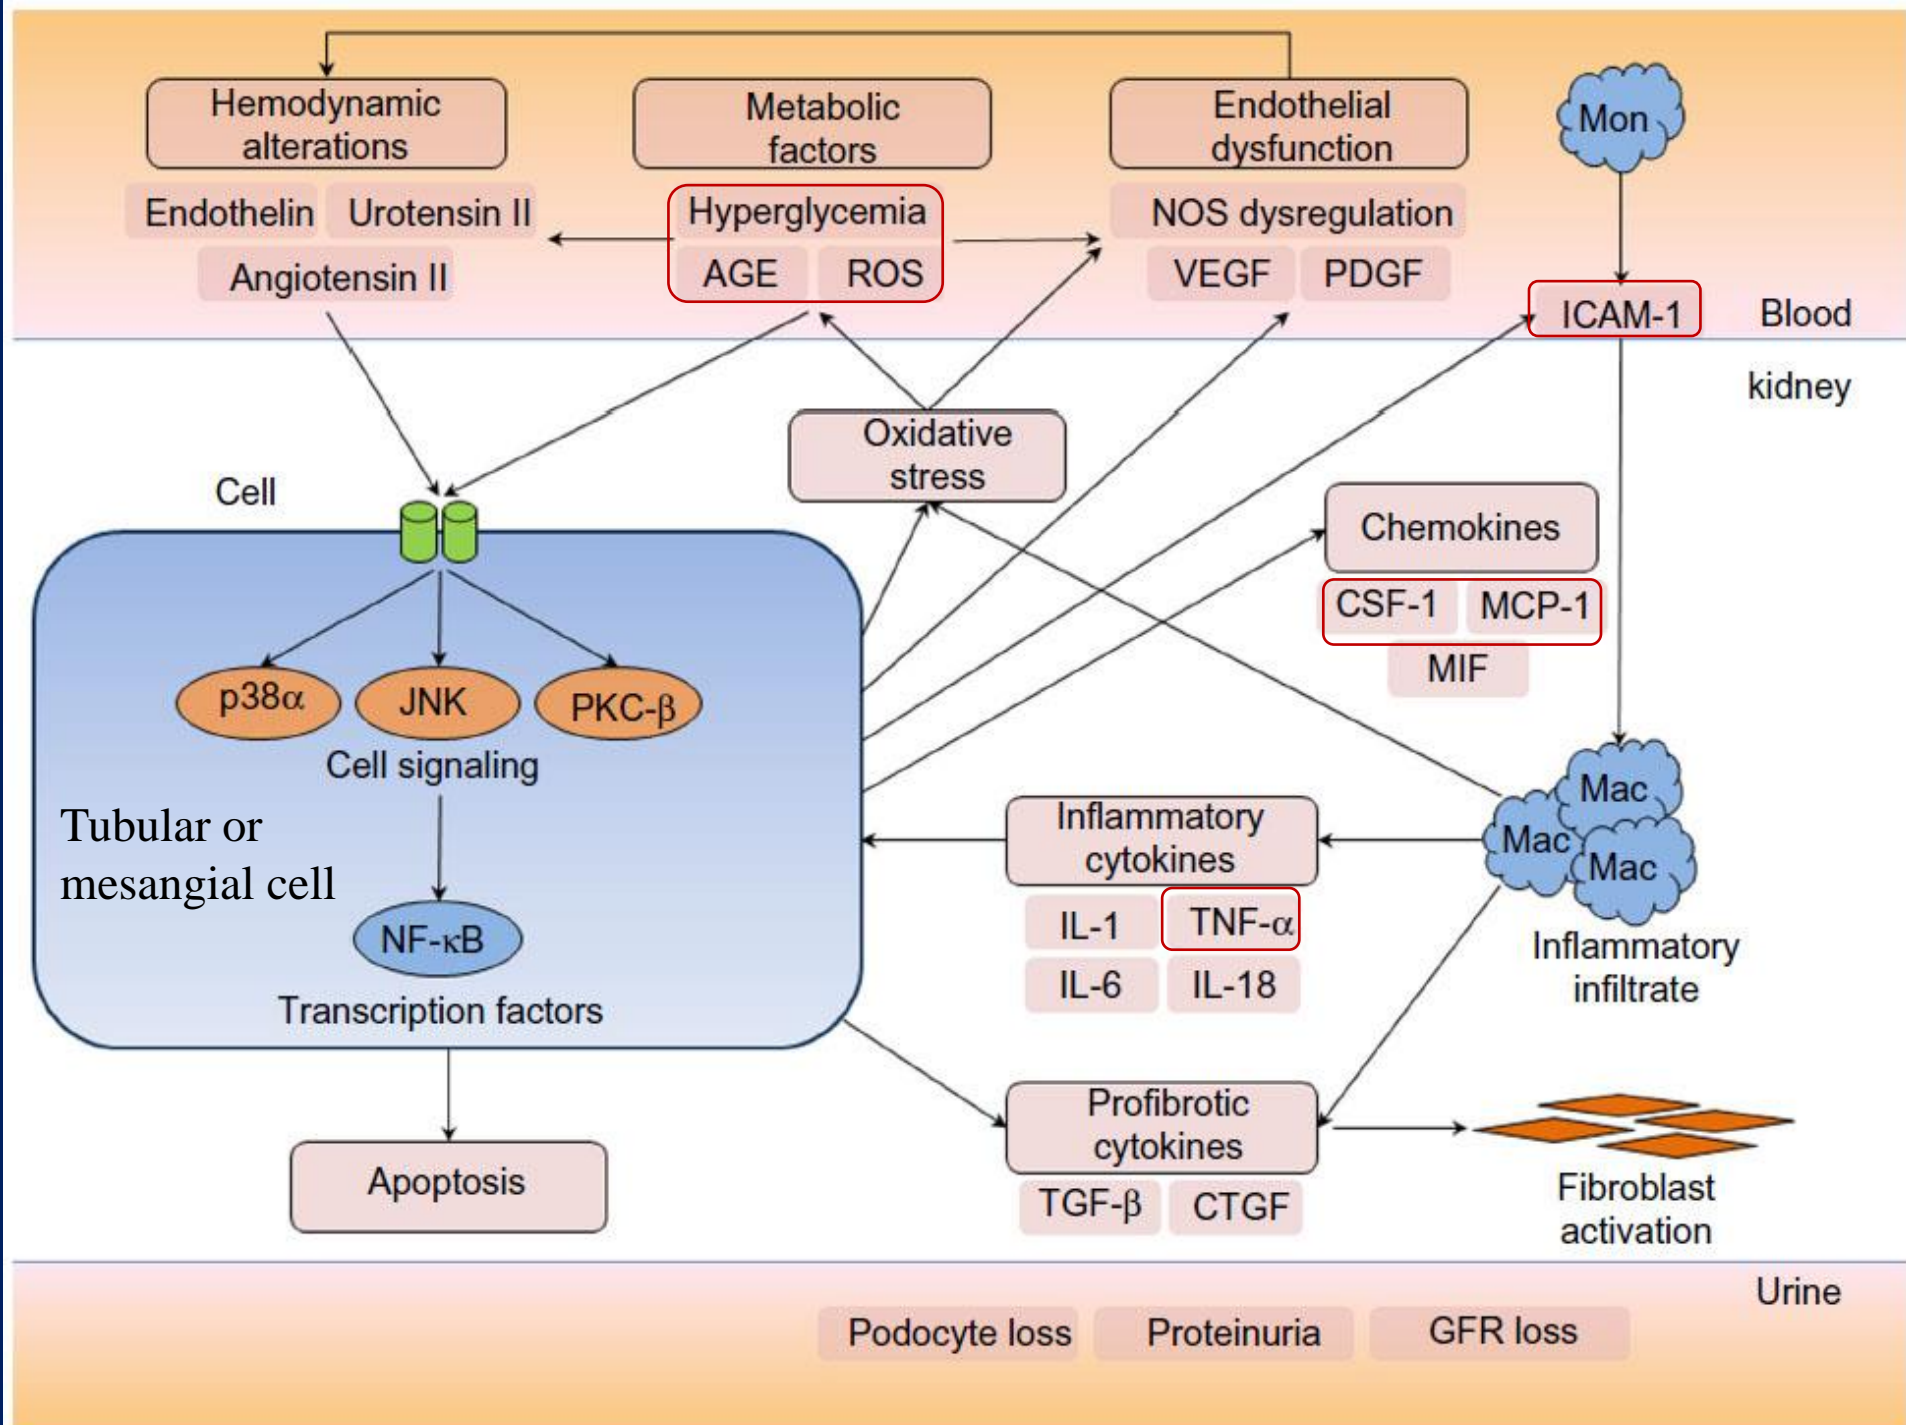 Hemodynamic
alterations
Metabolic
factors
Endothelial
dysfunction
Mon
Endothelin
Urotensin II
Angiotensin II
Hyperglycemia
AGE
ROS
NOS dysregulation
VEGF
PDGF
ICAM-1
Blood
kidney
Oxidative
stress
Cell
Chemokines
CSF-1
MCP-1
MIF
p38α
JNK
PKC-β
Cell signaling
Tubular or
mesangial cell
NF-κB
Transcription factors
Inflammatory
cytokines
IL-1
TNF-α
IL-6
IL-18
Mac
Mac
Mac
Inflammatory
infiltrate
Apoptosis
Profibrotic
cytokines
TGF-β
CTGF
Fibroblast
activation
Urine
Podocyte loss
Proteinuria
GFR loss